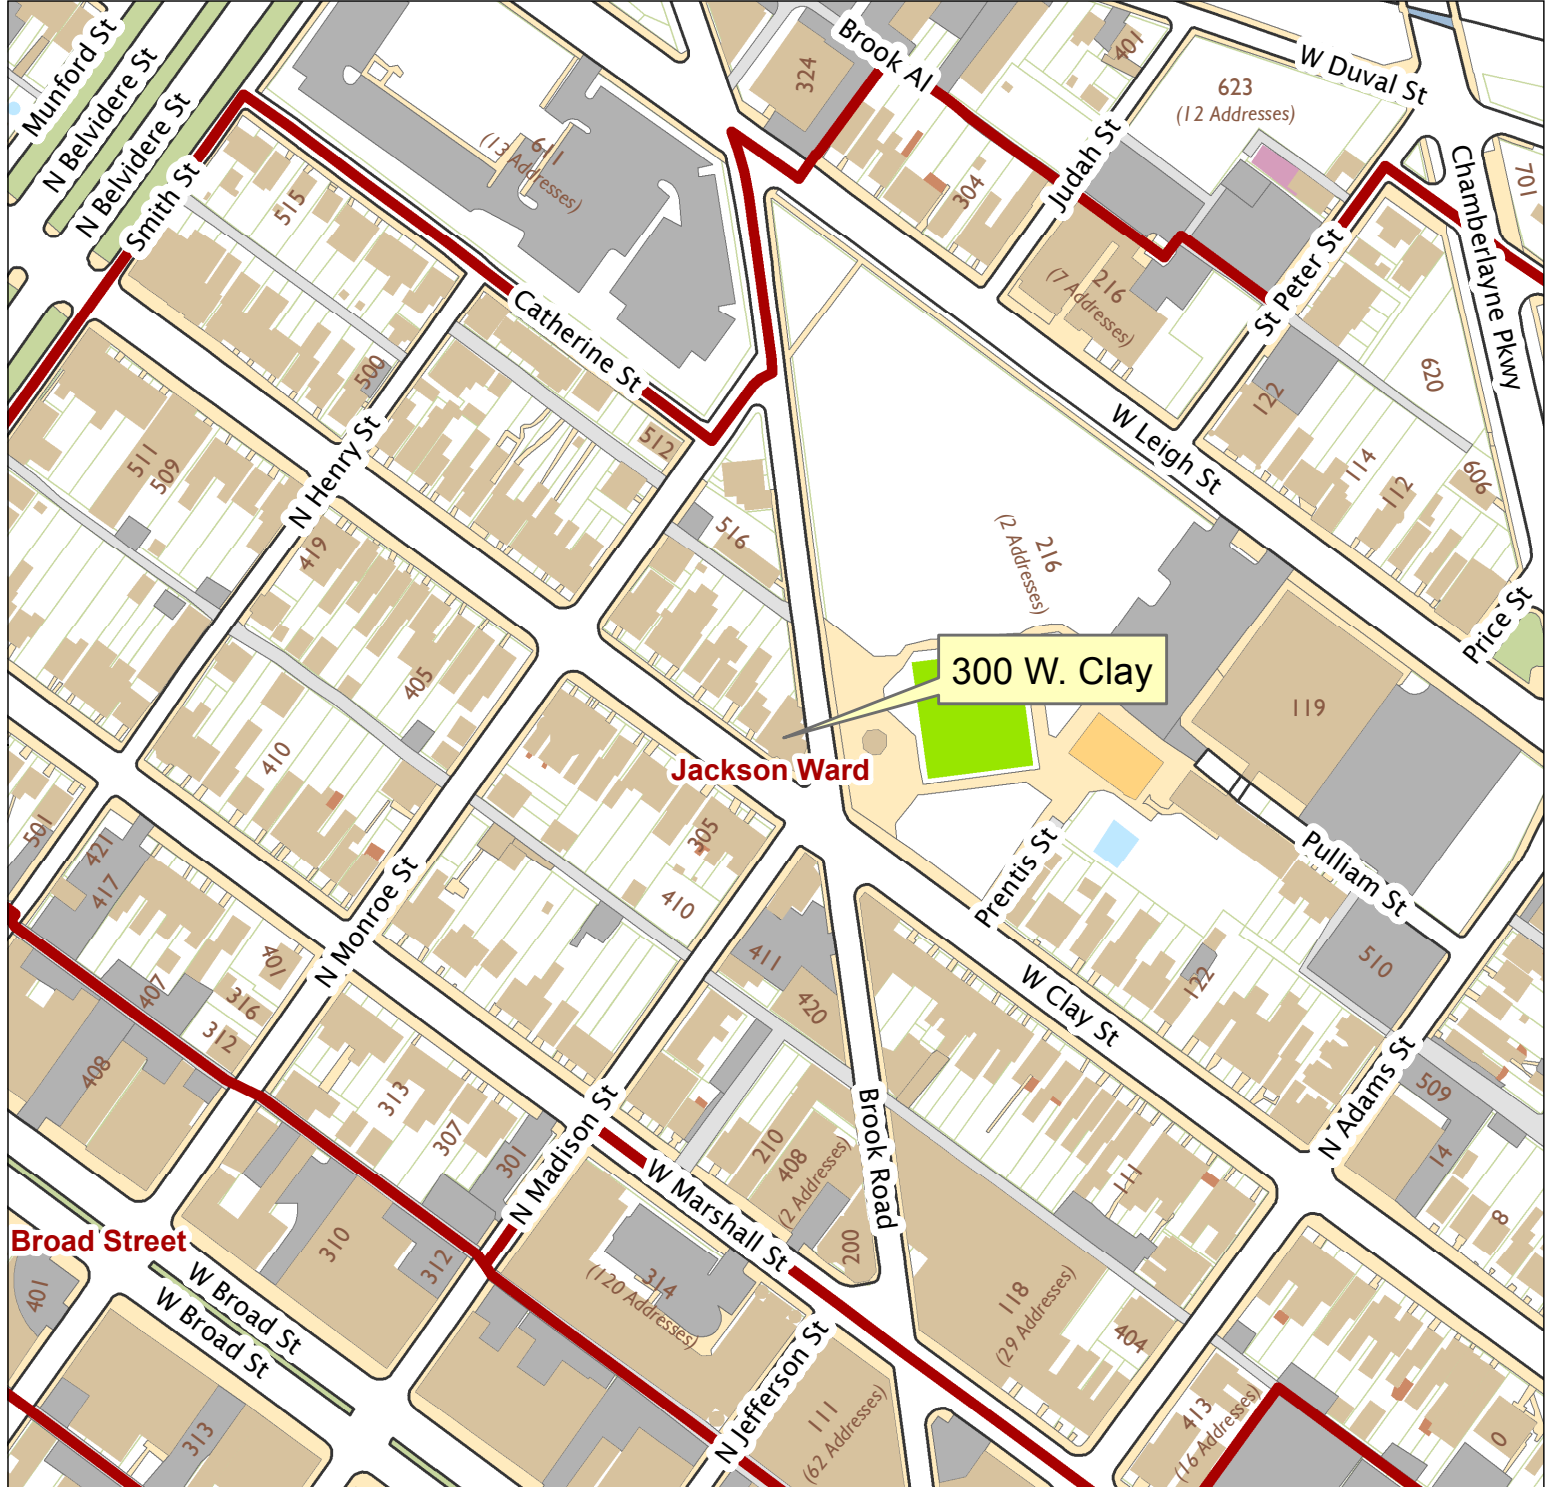 Munford St
N Belvidere St
N Belvidere St
Smith St
Brook Al
324
401
W Duval St
623
(12 Addresses)
611
(13 Addresses)
Judah St
Chamberlayne Pkwy
701
515
304
St Peter St
216
(7 Addresses)
Catherine St
500
620
122
W Leigh St
N Henry St
512
511
509
114
112
606
516
419
216
(2 Addresses)
Price St
300 W. Clay
405
119
410
Jackson Ward
501
421
417
305
Prentis St
Pulliam St
410
N Monroe St
401
411
420
W Clay St
122
510
407
316
312
408
313
307
301
N Madison St
Brook Road
210
408
(2 Addresses)
200
N Adams St
509
14
111
8
W Marshall St
Broad Street
310
312
401
W Broad St
W Broad St
314
(120 Addresses)
118
(29 Addresses)
404
N Jefferson St
313
111
(62 Addresses)
413
(16 Addresses)
0